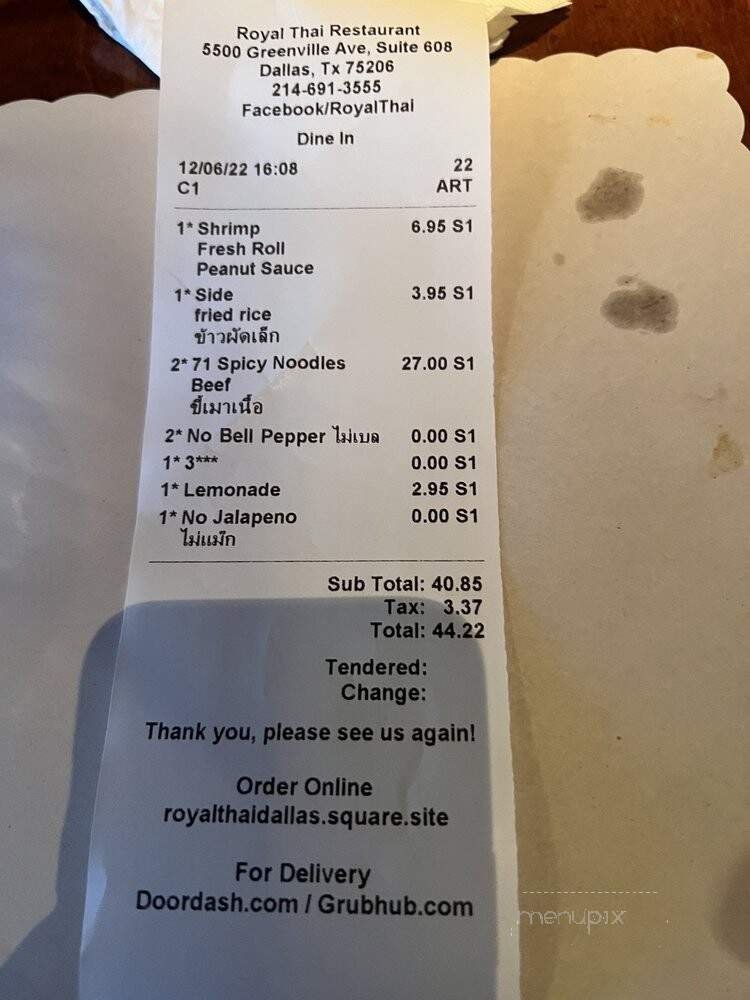 Royal Thai Restaurant
5500 Greenville Ave, Suite 608
Dallas, Tx 75206
214-691-3555
Facebook/RoyalThai
Dine In
12/06/22 16:08 22
C1 ART
1* Shrimp 6.95 S1
Fresh Roll
Peanut Sauce
1* Side 3.95 S1
fried rice
ข้าวผัดเล็ก
2* 71 Spicy Noodles 27.00 S1
Beef
ขี้เมาเนื้อ
2* No Bell Pepper ไม่เบล 0.00 S1
1* 3*** 0.00 S1
1* Lemonade 2.95 S1
1* No Jalapeno 0.00 S1
ไม่แม๊ก
Sub Total: 40.85
Tax: 3.37
Total: 44.22
Tendered:
Change:
Thank you, please see us again!
Order Online
royalthaidallas.square.site
For Delivery
Doordash.com / Grubhub.com
menupix